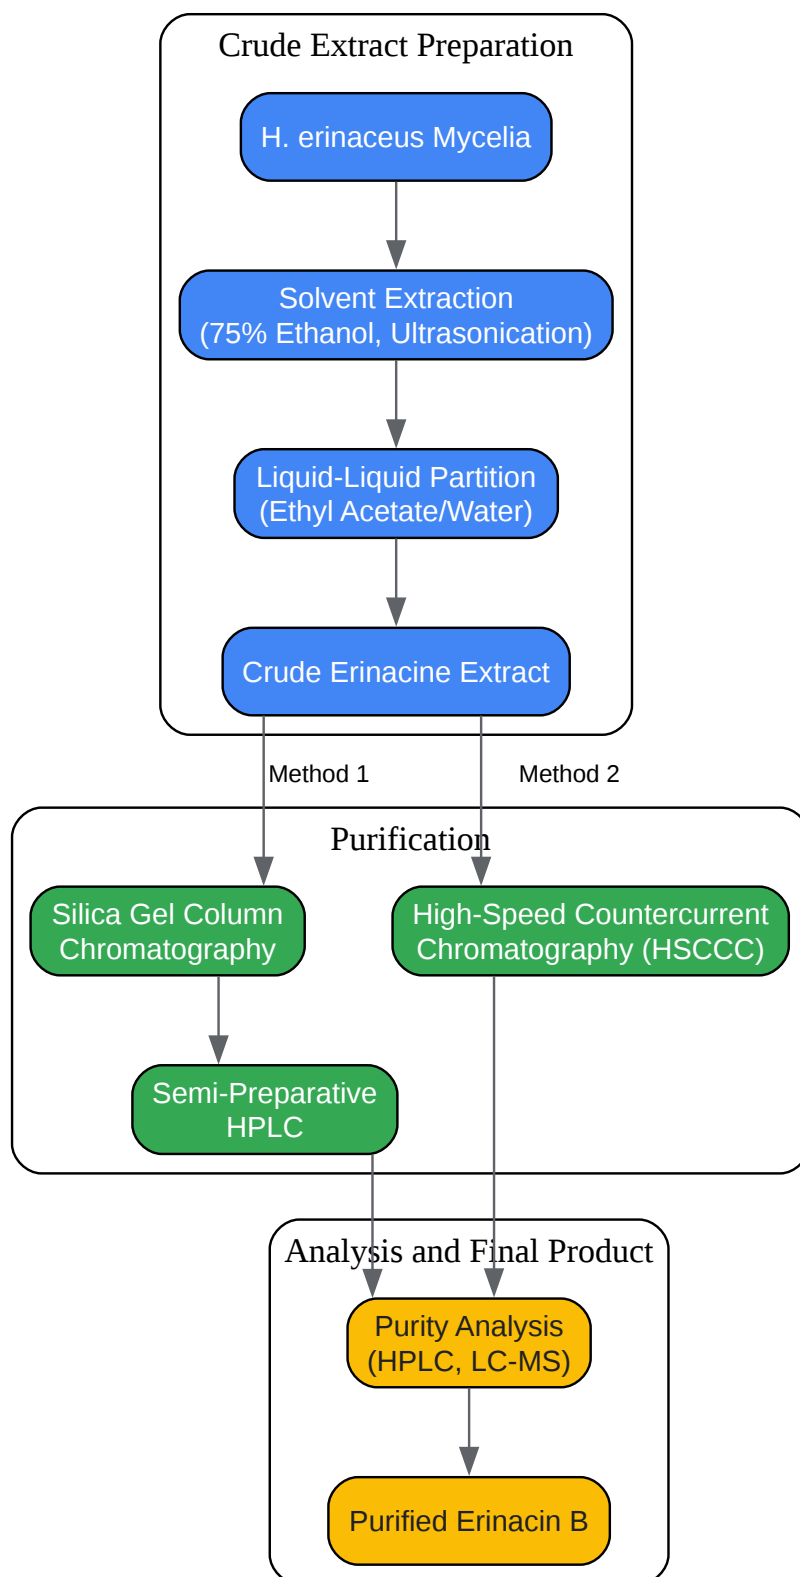 Crude Extract Preparation
H. erinaceus Mycelia
Solvent Extraction
(75% Ethanol, Ultrasonication)
Liquid-Liquid Partition
(Ethyl Acetate/Water)
Crude Erinacine Extract
Method 1
Method 2
Purification
Silica Gel Column
Chromatography
High-Speed Countercurrent
Chromatography (HSCCC)
Semi-Preparative
HPLC
Analysis and Final Product
Purity Analysis
(HPLC, LC-MS)
Purified Erinacin B